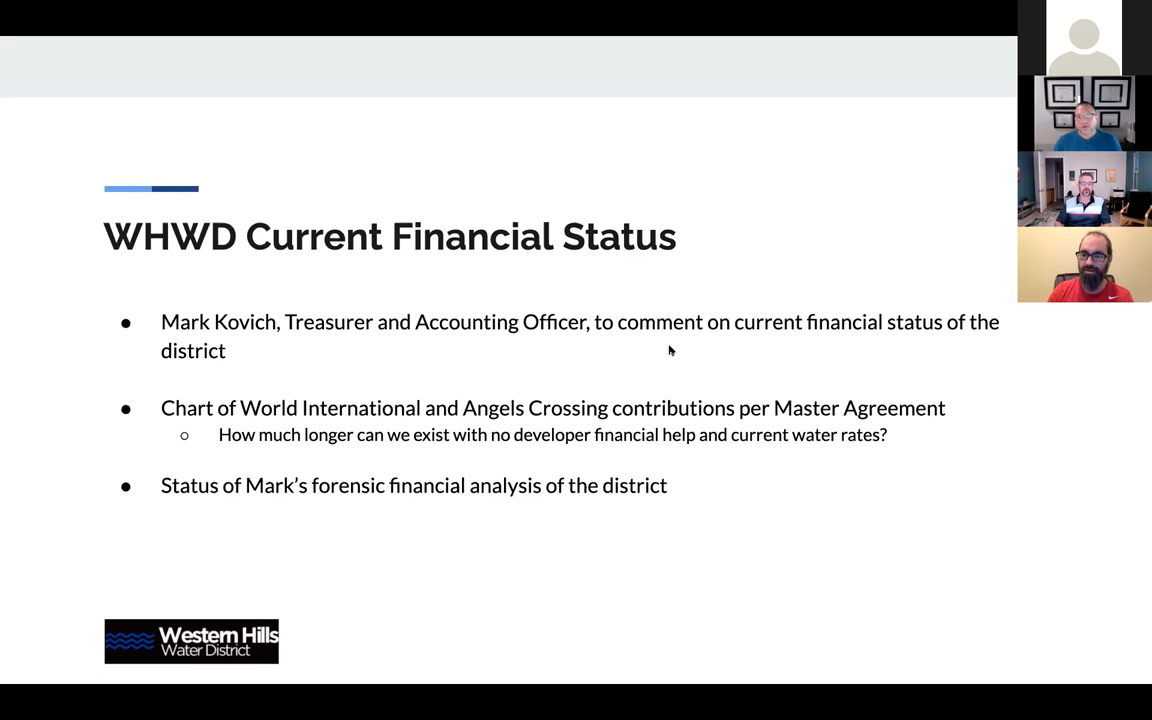 WHWD Current Financial Status
● Mark Kovich, Treasurer and Accounting Officer, to comment on current financial status of the
district
● Chart of World International and Angels Crossing contributions per Master Agreement
○ How much longer can we exist with no developer financial help and current water rates?
● Status of Mark's forensic financial analysis of the district
Western Hills
Water District